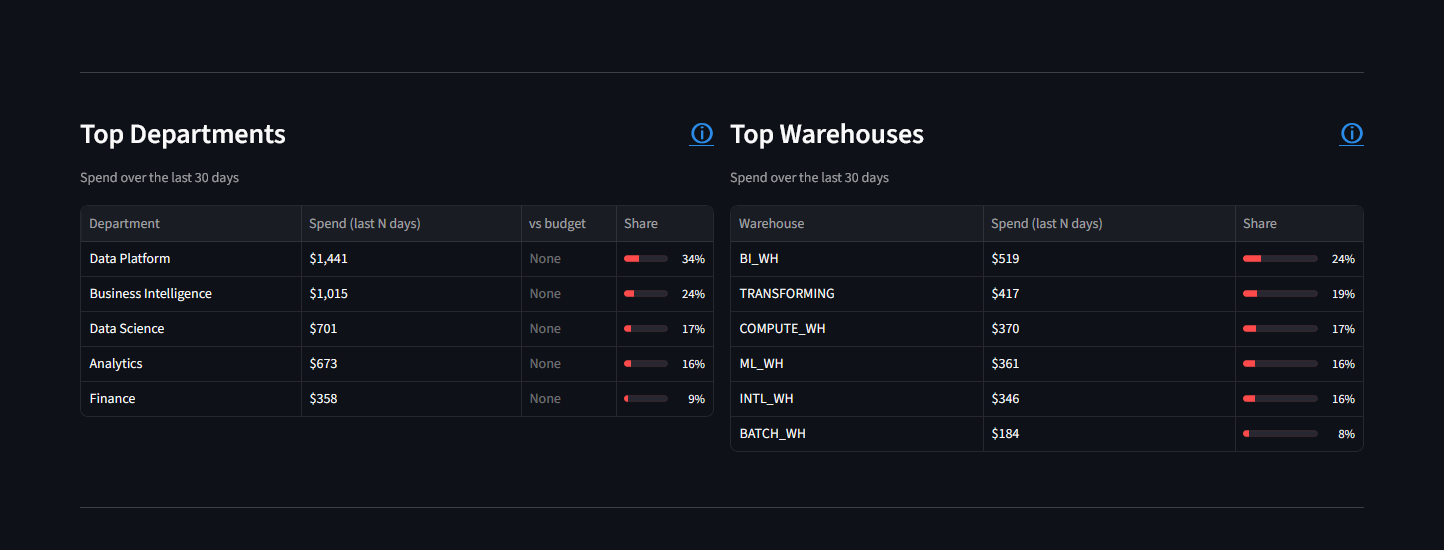 Top Departments
Spend over the last 30 days
Department Spend (last N days) vs budget Share
Data Platform $1,441 None 34%
Business Intelligence $1,015 None 24%
Data Science $701 None 17%
Analytics $673 None 16%
Finance $358 None 9%
Top Warehouses
Spend over the last 30 days
Warehouse Spend (last N days) Share
BI_WH $519 24%
TRANSFORMING $417 19%
COMPUTE_WH $370 17%
ML_WH $361 16%
INTL_WH $346 16%
BATCH_WH $184 8%